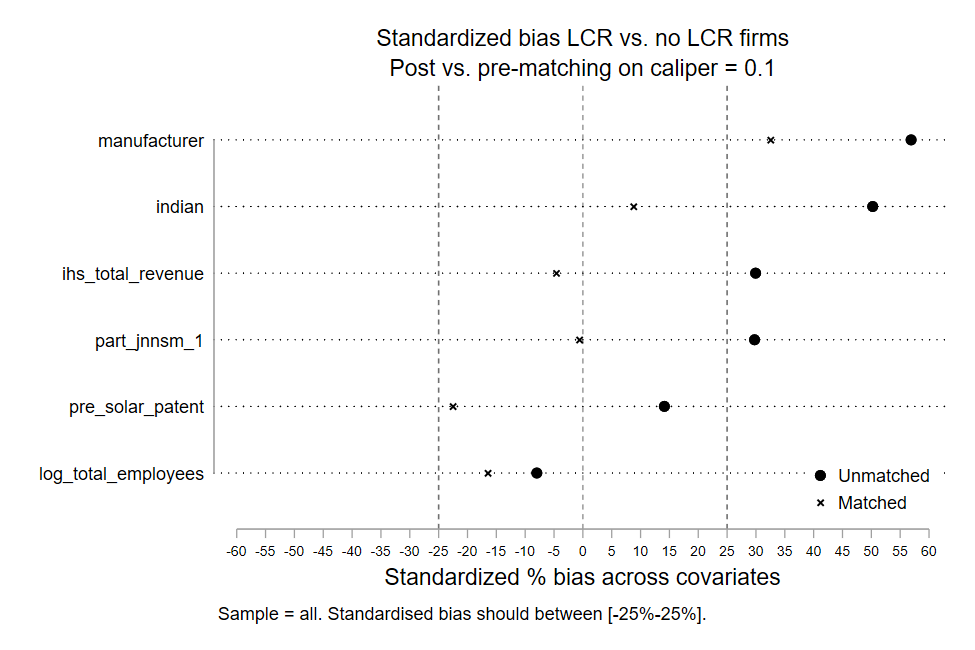 Standardized bias LCR vs. no LCR firms
Post vs. pre-matching on caliper = 0.1
manufacturer
indian
ihs_total_revenue
part_jnnsm_1
pre_solar_patent
log_total_employees
Unmatched
Matched
-60 -55 -50 -45 -40 -35 -30 -25 -20 -15 -10 -5 0 5 10 15 20 25 30 35 40 45 50 55 60
Standardized % bias across covariates
Sample = all. Standardised bias should between [-25%-25%].